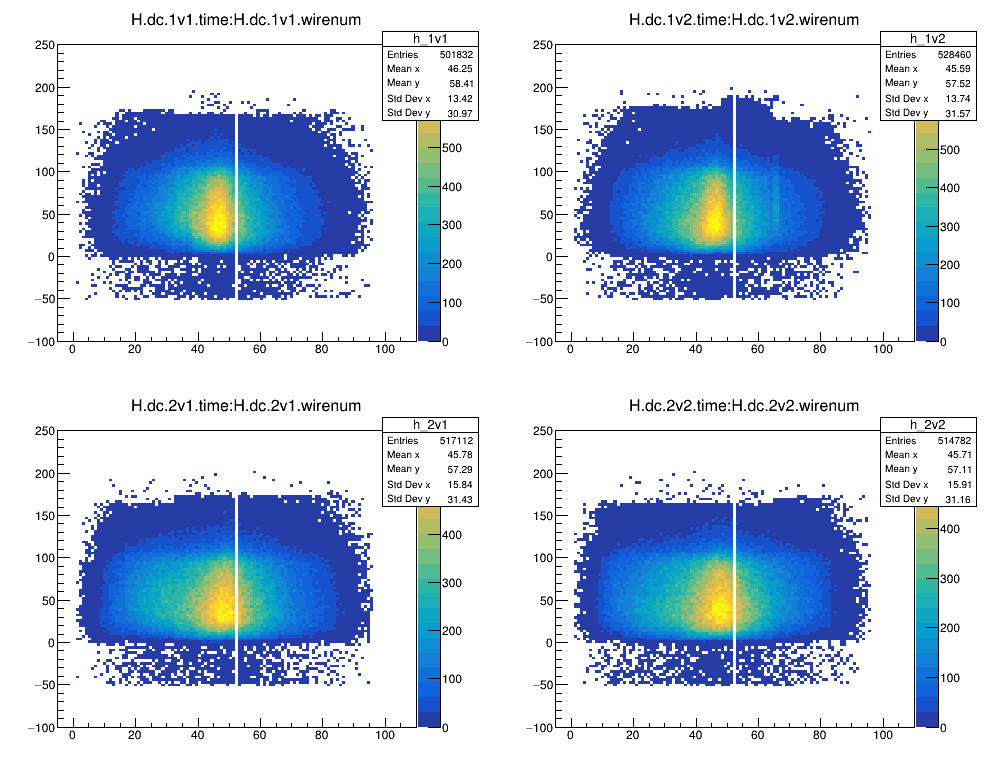 H.dc.1v1.time:H.dc.1v1.wirenum
h_1v1
Entries 501832
Mean x 46.25
Mean y 58.41
Std Dev x 13.42
Std Dev y 30.97
250
200
150
100
50
0
−50
−100
0 20 40 60 80 100
500
400
300
200
100
0
H.dc.1v2.time:H.dc.1v2.wirenum
h_1v2
Entries 528460
Mean x 45.59
Mean y 57.52
Std Dev x 13.74
Std Dev y 31.57
250
200
150
100
50
0
−50
−100
0 20 40 60 80 100
500
400
300
200
100
0
H.dc.2v1.time:H.dc.2v1.wirenum
h_2v1
Entries 517112
Mean x 45.78
Mean y 57.29
Std Dev x 15.84
Std Dev y 31.43
250
200
150
100
50
0
−50
−100
0 20 40 60 80 100
400
300
200
100
0
H.dc.2v2.time:H.dc.2v2.wirenum
h_2v2
Entries 514782
Mean x 45.71
Mean y 57.11
Std Dev x 15.91
Std Dev y 31.16
250
200
150
100
50
0
−50
−100
0 20 40 60 80 100
400
300
200
100
0